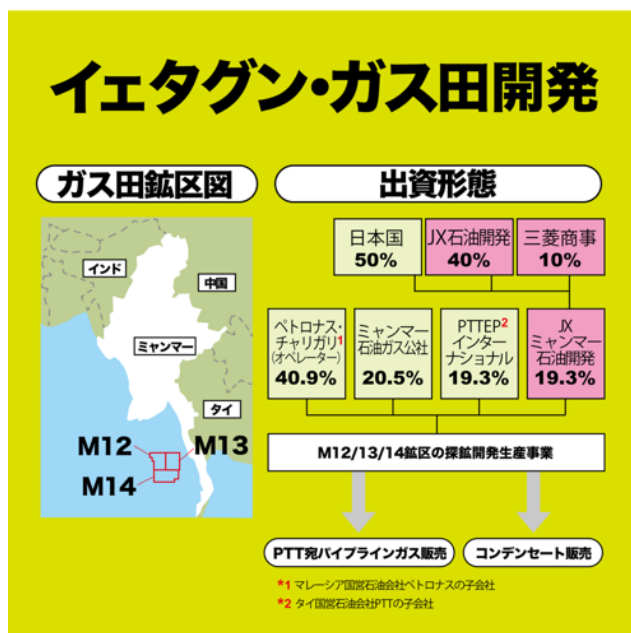 イェタグン・ガス田開発
ガス田鉱区図
出資形態
インド
中国
ミャンマー
タイ
M12
M13
M14
日本国
50%
JX石油開発
40%
三菱商事
10%
ペトロナス・
チャリガリ*1
(オペレーター)
40.9%
ミャンマー
石油ガス公社
20.5%
PTTEP*2
インター
ナショナル
19.3%
JX
ミャンマー
石油開発
19.3%
M12/13/14鉱区の探鉱開発生産事業
PTT宛パイプラインガス販売
コンデンセート販売
*1 マレーシア国営石油会社ペトロナスの子会社
*2 タイ国営石油会社PTTの子会社